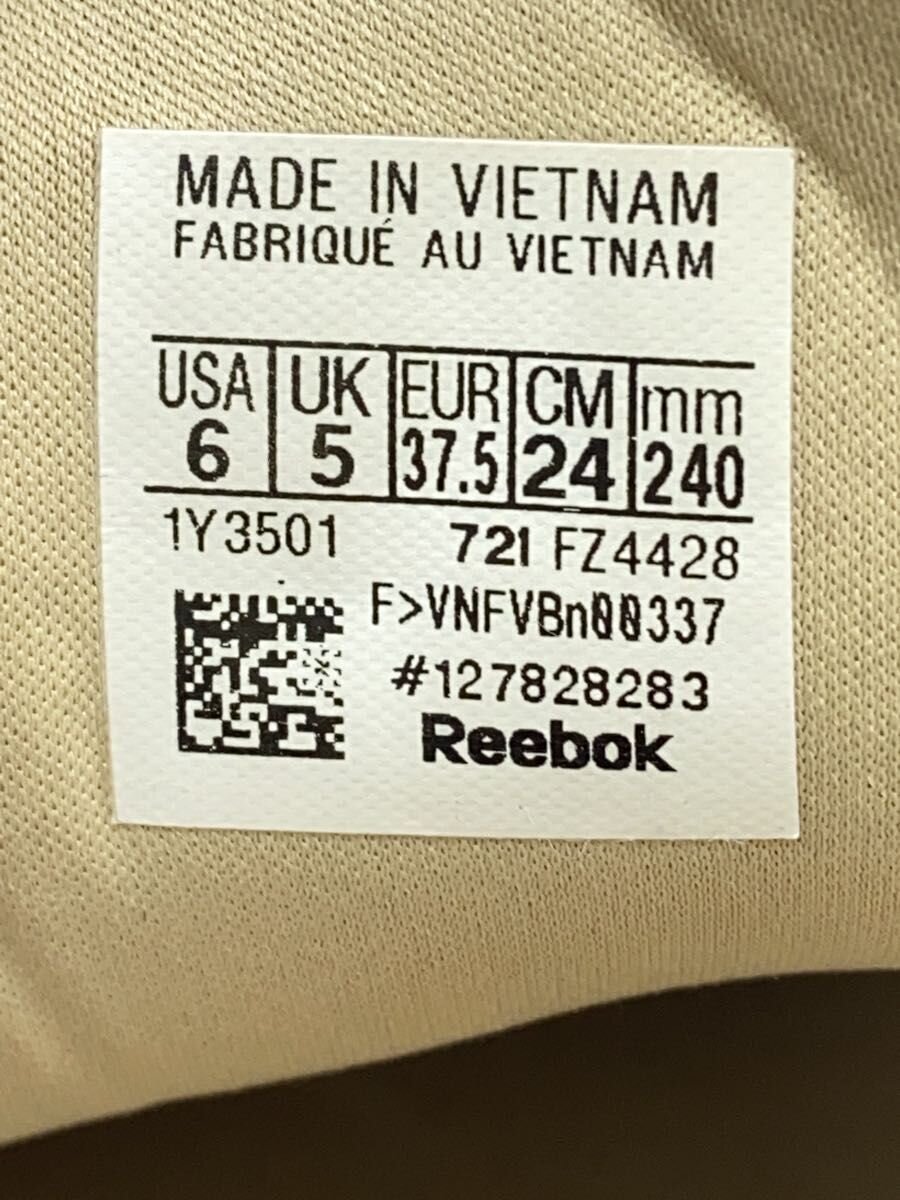 MADE IN VIETNAM
FABRIQUÉ AU VIETNAM
USA UK EUR CM mm
6 5 37.5 24 240
1Y3501 721 FZ4428
F>VNFVBn00337
#127828283
Reebok